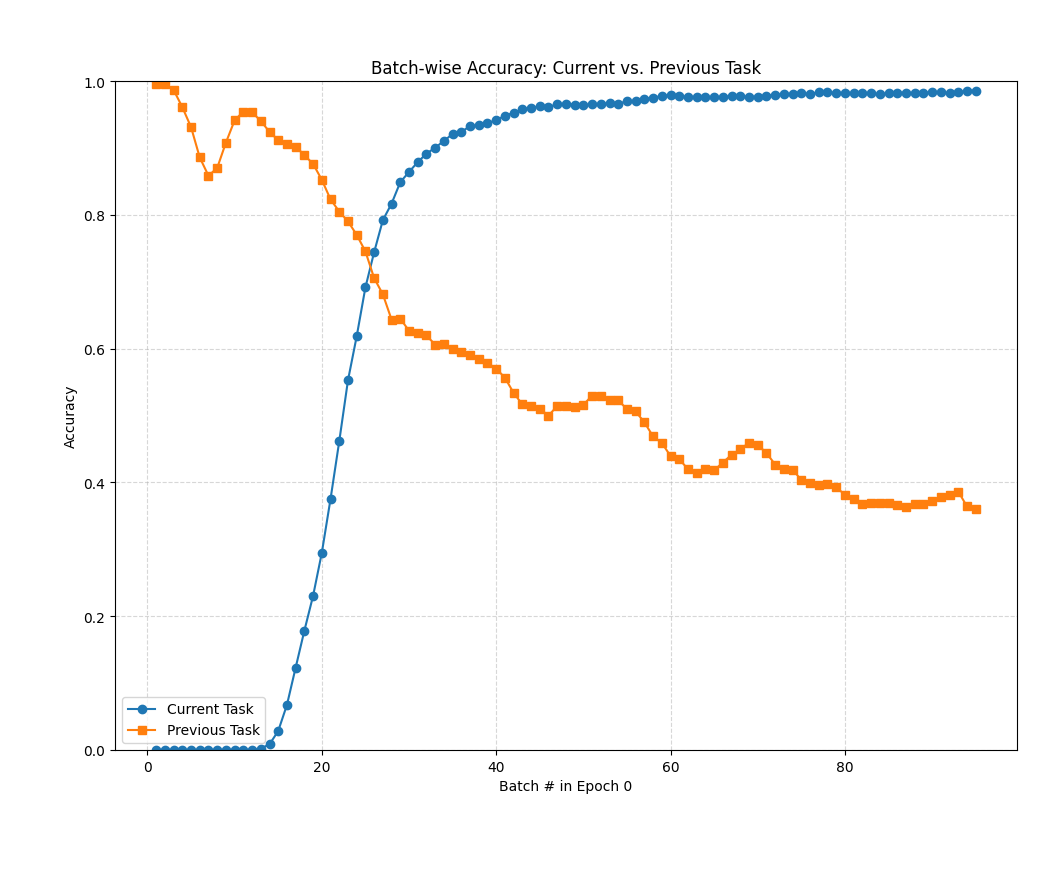 Batch-wise Accuracy: Current vs. Previous Task
1.0
0.8
0.6
0.4
0.2
0.0
Accuracy
Current Task
Previous Task
0 20 40 60 80
Batch # in Epoch 0